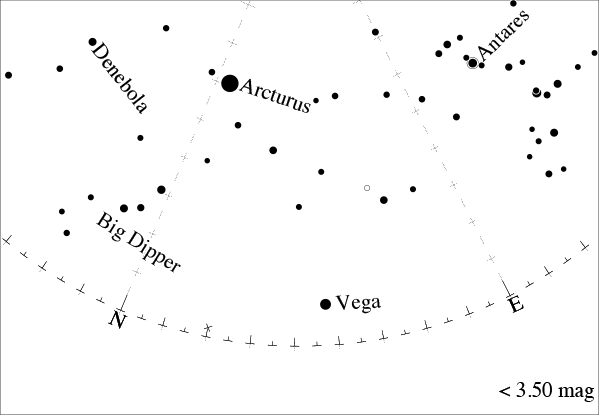 Antares
Denebola
Arcturus
Big Dipper
Vega
N
E
< 3.50 mag